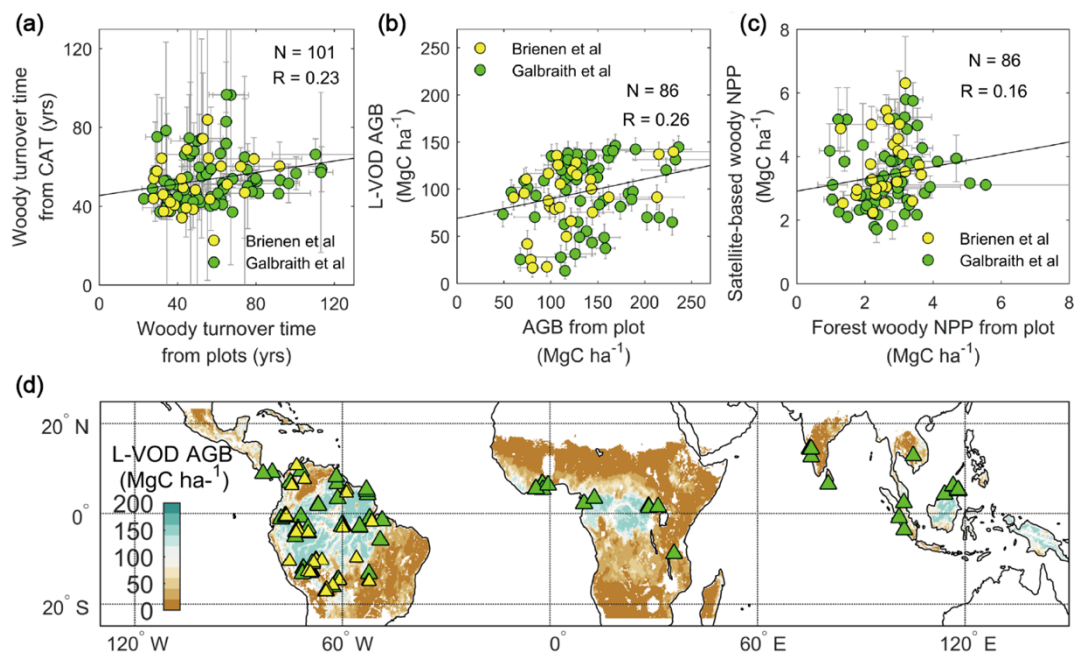 (a)
130
100
80
60
40
20
0
Woody turnover time
from CAT (yrs)
N = 101
R = 0.23
Brienen et al
Galbraith et al
0
40
80
120
Woody turnover time
from plots (yrs)
(b)
250
200
150
100
50
0
L-VOD AGB
(MgC ha-1)
Brienen et al
Galbraith et al
N = 86
R = 0.26
0
50
100
150
200
250
AGB from plot
(MgC ha-1)
(c)
8
6
4
2
0
Satellite-based woody NPP
(MgC ha-1)
N = 86
R = 0.16
Brienen et al
Galbraith et al
0
2
4
6
8
Forest woody NPP from plot
(MgC ha-1)
(d)
20° N
0°
20° S
L-VOD AGB
(MgC ha-1)
200
150
100
50
0
120° W
60° W
0°
60° E
120° E